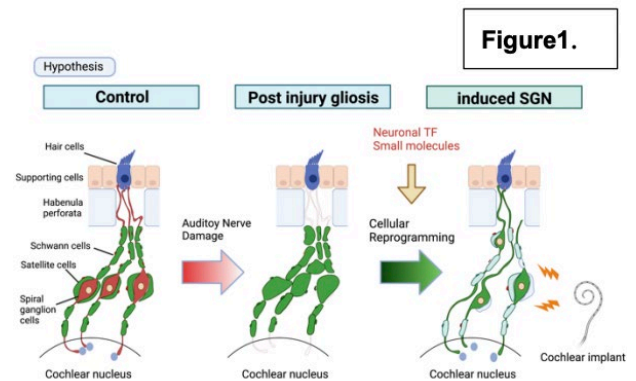 Figure1.
Hypothesis
Control
Post injury gliosis
induced SGN
Neuronal TF
Small molecules
Hair cells
Supporting cells
Habenula
perforata
Schwann cells
Satellite cells
Spiral
ganglion
cells
Auditoy Nerve
Damage
Cellular
Reprogramming
Cochlear implant
Cochlear nucleus
Cochlear nucleus
Cochlear nucleus